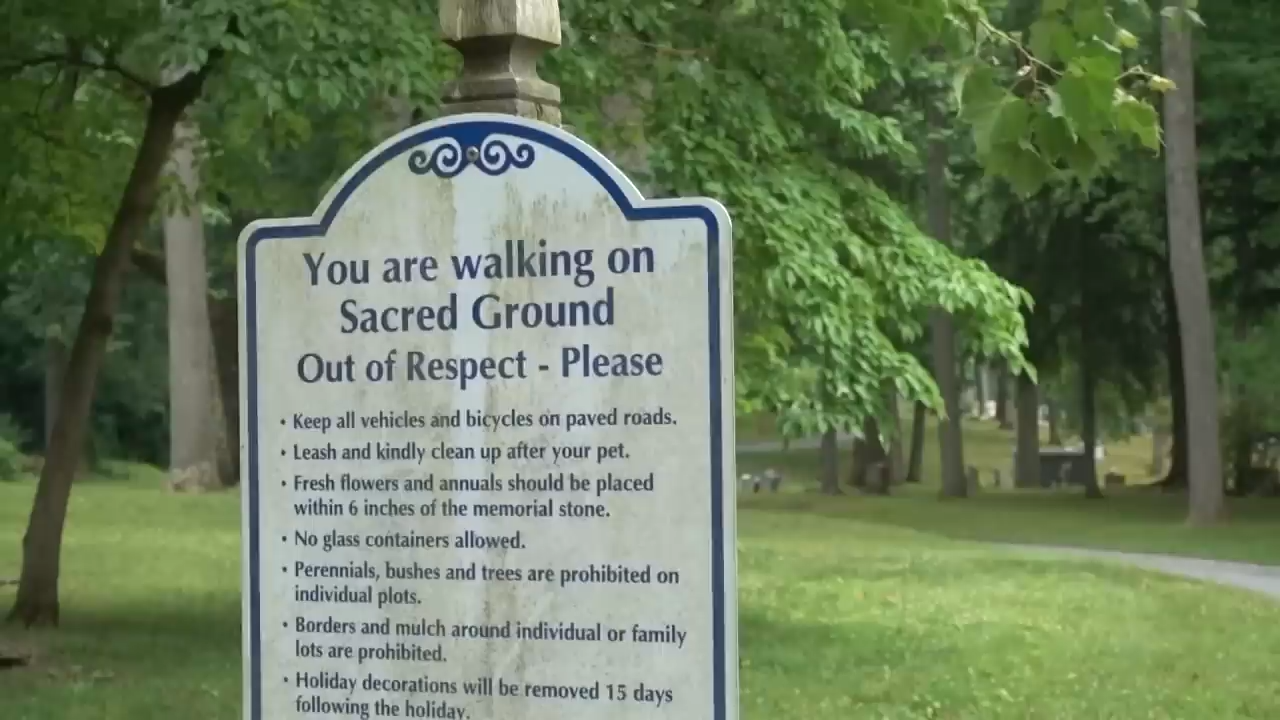 You are walking on
Sacred Ground
Out of Respect - Please
• Keep all vehicles and bicycles on paved roads.
• Leash and kindly clean up after your pet.
• Fresh flowers and annuals should be placed
within 6 inches of the memorial stone.
• No glass containers allowed.
• Perennials, bushes and trees are prohibited on
individual plots.
• Borders and mulch around individual or family
lots are prohibited.
• Holiday decorations will be removed 15 days
following the holiday.